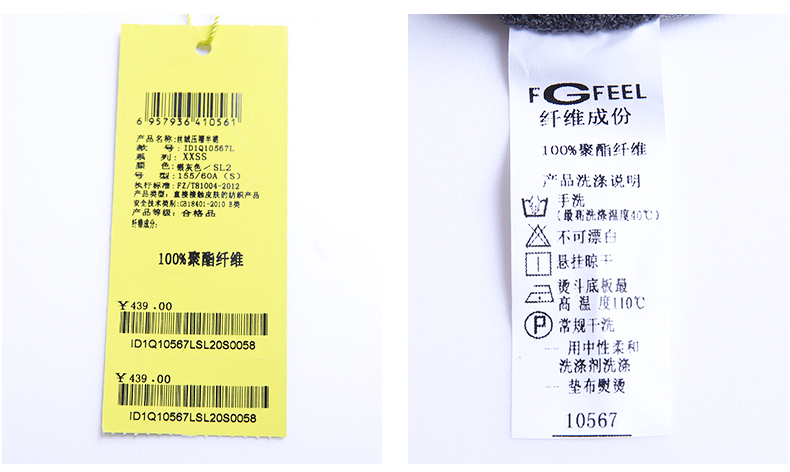 6 957936 410561
产品名称:丝绒压褶半裙
款 号: ID1Q10567L
系 列: XXSS
颜 色:银灰色/SL2
号 型:155/60A (S)
执行标准:FZ/T81004-2012
产品类型: 直接接触皮肤的纺织产品
安全技术类别:GB18401-2010 B类
产品等级: 合格品
纤维成分:
100%聚酯纤维
¥439.00
ID1Q10567LSL20S0058
¥439.00
ID1Q10567LSL20S0058
FGFEEL
纤维成份
100%聚酯纤维
产品洗涤说明
手洗
(最高洗涤温度40℃)
不可漂白
悬挂晾干
熨斗底板最
高 温 度110℃
P
常规干洗
— 用中性柔和
洗涤剂洗涤
— 垫布熨烫
10567